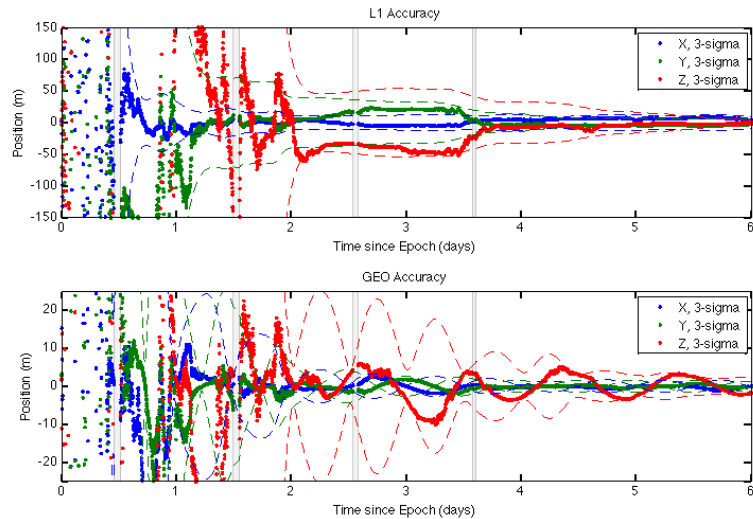 L1 Accuracy
150
100
50
0
-50
-100
-150
Position (m)
X, 3-sigma
Y, 3-sigma
Z, 3-sigma
0 1 2 3 4 5 6
Time since Epoch (days)
GEO Accuracy
20
10
0
-10
-20
Position (m)
X, 3-sigma
Y, 3-sigma
Z, 3-sigma
0 1 2 3 4 5 6
Time since Epoch (days)